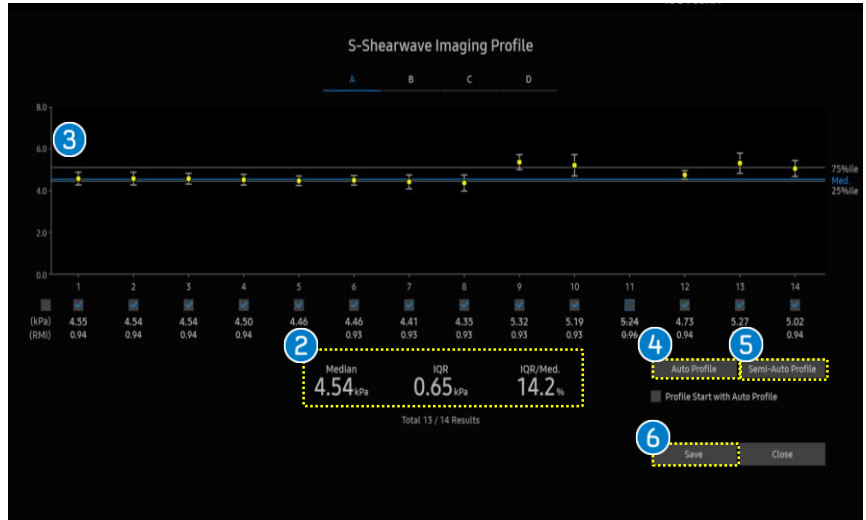 S-Shearwave Imaging Profile
A B C D
8.0
3
6.0
75%ile
Med.
4.0
25%ile
2.0
0.0
1 2 3 4 5 6 7 8 9 10 11 12 13 14
(kPa) 4.55 4.54 4.54 4.50 4.46 4.46 4.41 4.35 5.32 5.19 5.24 4.73 5.27 5.02
(RMI) 0.94 0.94 0.94 0.94 0.93 0.93 0.93 0.93 0.93 0.96 0.94 0.94
2
4
5
Median IQR IQR/Med.
4.54 kPa 0.65 kPa 14.2 %
Auto Profile Semi-Auto Profile
Profile Start with Auto Profile
Total 13 / 14 Results
6
Save Close